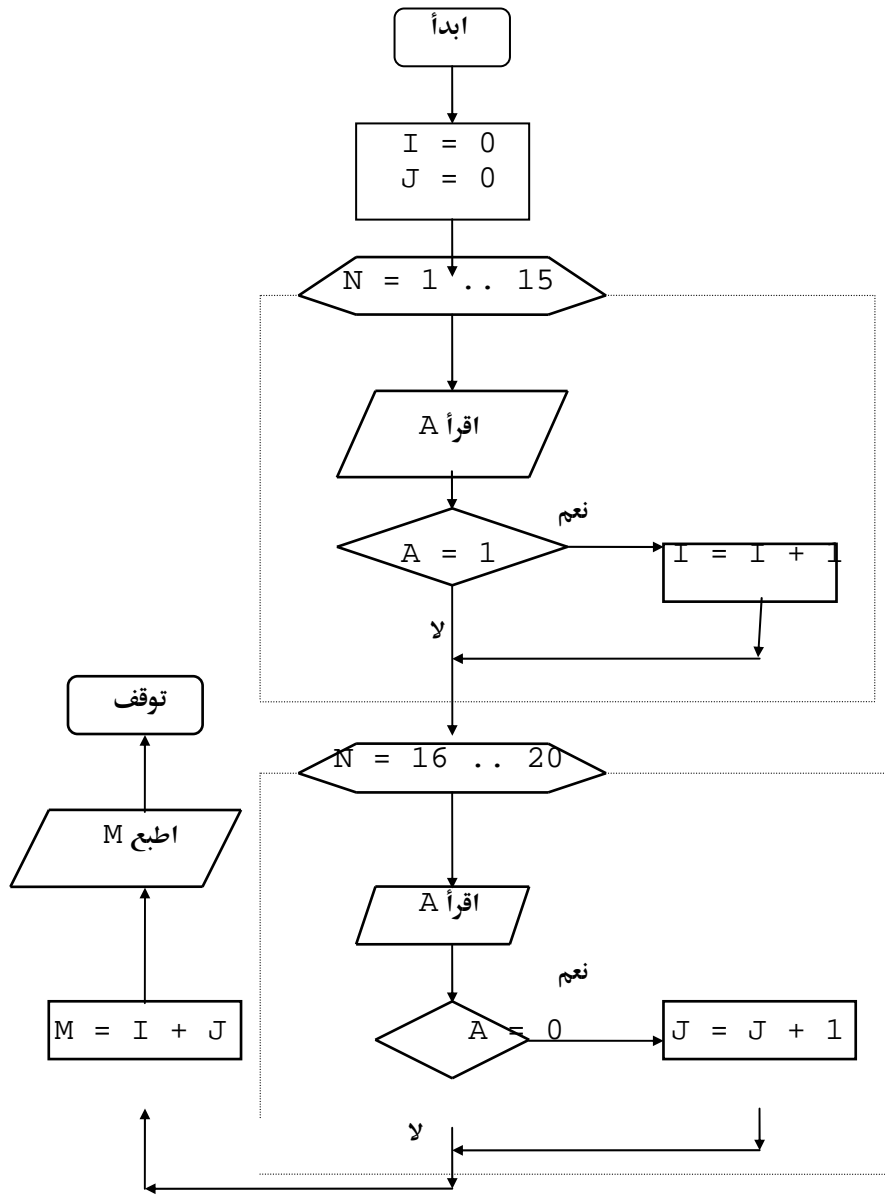 ابدأ
I = 0
J = 0
N = 1 .. 15
اقرأ A
نعم
A = 1
I = I + 1
لا
توقف
N = 16 .. 20
اطبع M
اقرأ A
نعم
M = I + J
A = 0
J = J + 1
لا